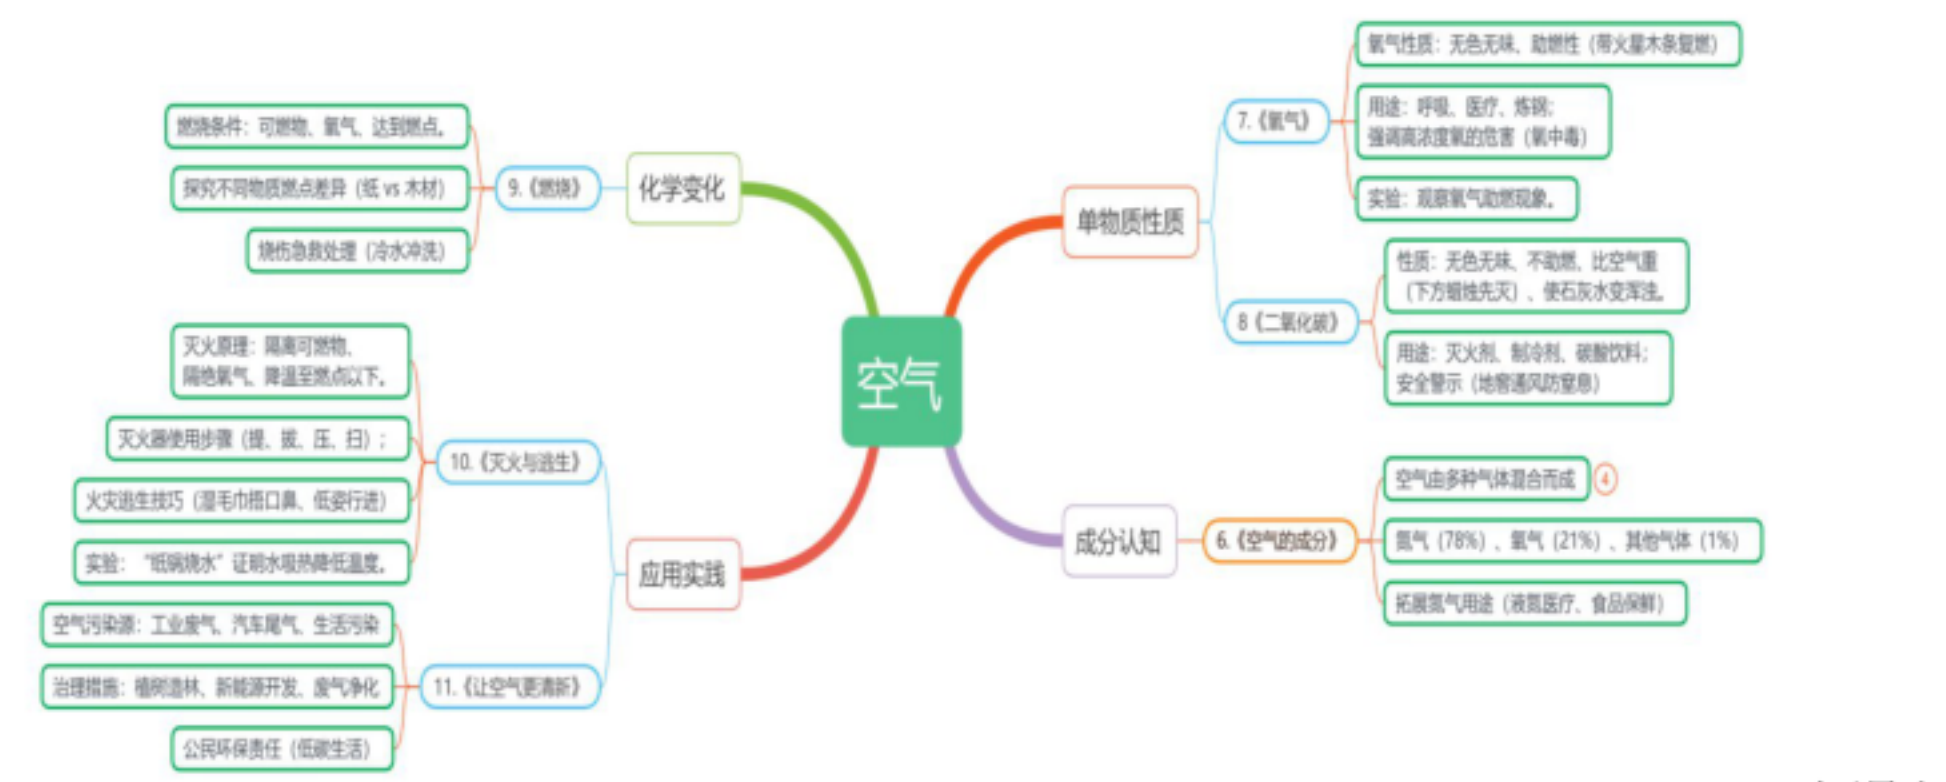 空气
化学变化
9.《燃烧》
燃烧条件：可燃物、氧气、达到燃点。
探究不同物质燃点差异（纸 vs 木材）
烧伤急救处理（冷水冲洗）
应用实践
10.《灭火与逃生》
灭火原理：隔离可燃物、
隔绝氧气、降温至燃点以下。
灭火器使用步骤（提、拔、压、扫）；
火灾逃生技巧（湿毛巾捂口鼻、低姿行进）
实验：“纸锅烧水”证明水吸热降低温度。
11.《让空气更清新》
空气污染源：工业废气、汽车尾气、生活污染
治理措施：植树造林、新能源开发、废气净化
公民环保责任（低碳生活）
单物质性质
7.《氧气》
氧气性质：无色无味、助燃性（带火星木条复燃）
用途：呼吸、医疗、炼钢；
强调高浓度氧的危害（氧中毒）
实验：观察氧气助燃现象。
8《二氧化碳》
性质：无色无味、不助燃、比空气重
（下方蜡烛先灭）、使石灰水变浑浊。
用途：灭火剂、制冷剂、碳酸饮料；
安全警示（地窖通风防窒息）
成分认知
6.《空气的成分》
空气由多种气体混合而成
4
氮气（78%）、氧气（21%）、其他气体（1%）
拓展氮气用途（液氮医疗、食品保鲜）